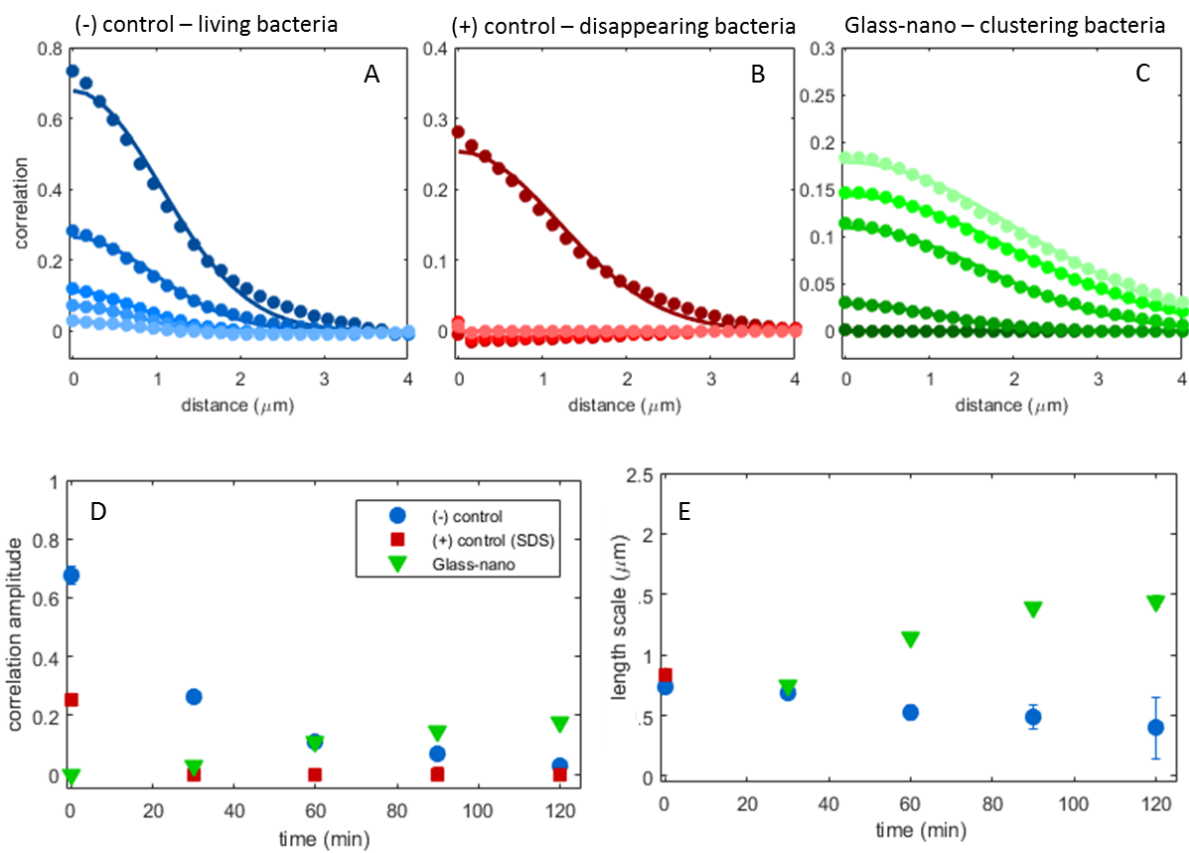 (-) control – living bacteria
(+) control – disappearing bacteria
Glass-nano – clustering bacteria
A
B
C
0.8
0.6
0.4
0.2
0
correlation
0 1 2 3 4
distance (μm)
0.4
0.3
0.2
0.1
0
0 1 2 3 4
distance (μm)
0.3
0.25
0.2
0.15
0.1
0.05
0
0 1 2 3 4
distance (μm)
D
1
0.8
0.6
0.4
0.2
0
correlation amplitude
(-) control
(+) control (SDS)
Glass-nano
0 20 40 60 80 100 120
time (min)
E
2.5
2
.5
1
.5
0
length scale (μm)
0 20 40 60 80 100 120
time (min)